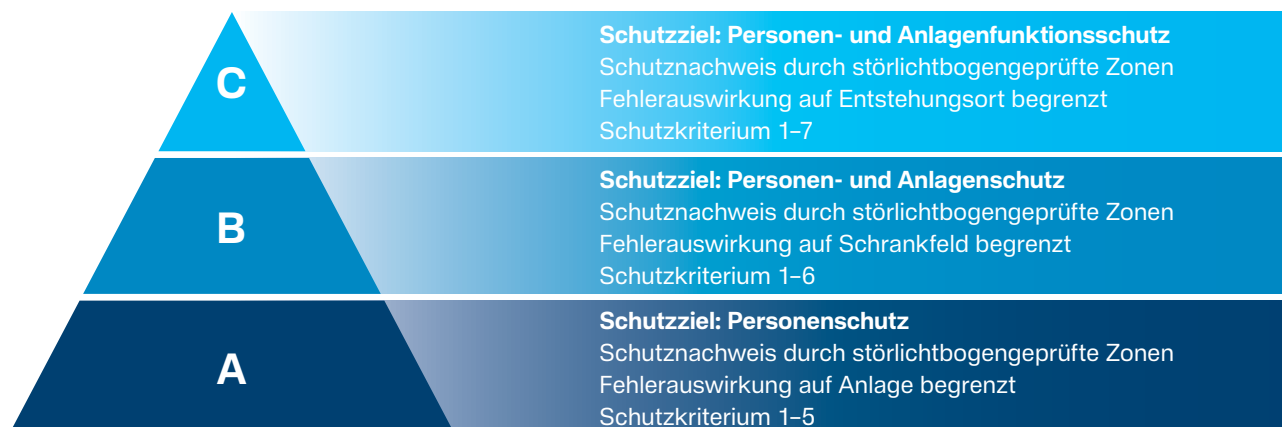 C
Schutzziel: Personen- und Anlagenfunktionsschutz
Schutznachweis durch störlichtbogengeprüfte Zonen
Fehlerauswirkung auf Entstehungsort begrenzt
Schutzkriterium 1–7
B
Schutzziel: Personen- und Anlagenschutz
Schutznachweis durch störlichtbogengeprüfte Zonen
Fehlerauswirkung auf Schrankfeld begrenzt
Schutzkriterium 1–6
A
Schutzziel: Personenschutz
Schutznachweis durch störlichtbogengeprüfte Zonen
Fehlerauswirkung auf Anlage begrenzt
Schutzkriterium 1–5